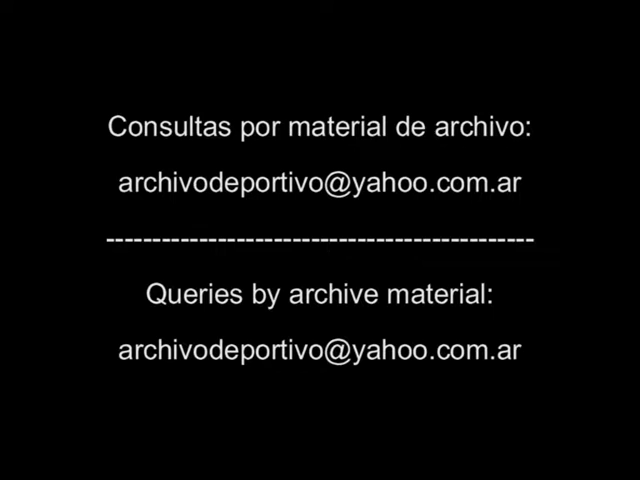 Consultas por material de archivo:
archivodeportivo@yahoo.com.ar
----------------------------------------------
Queries by archive material:
archivodeportivo@yahoo.com.ar